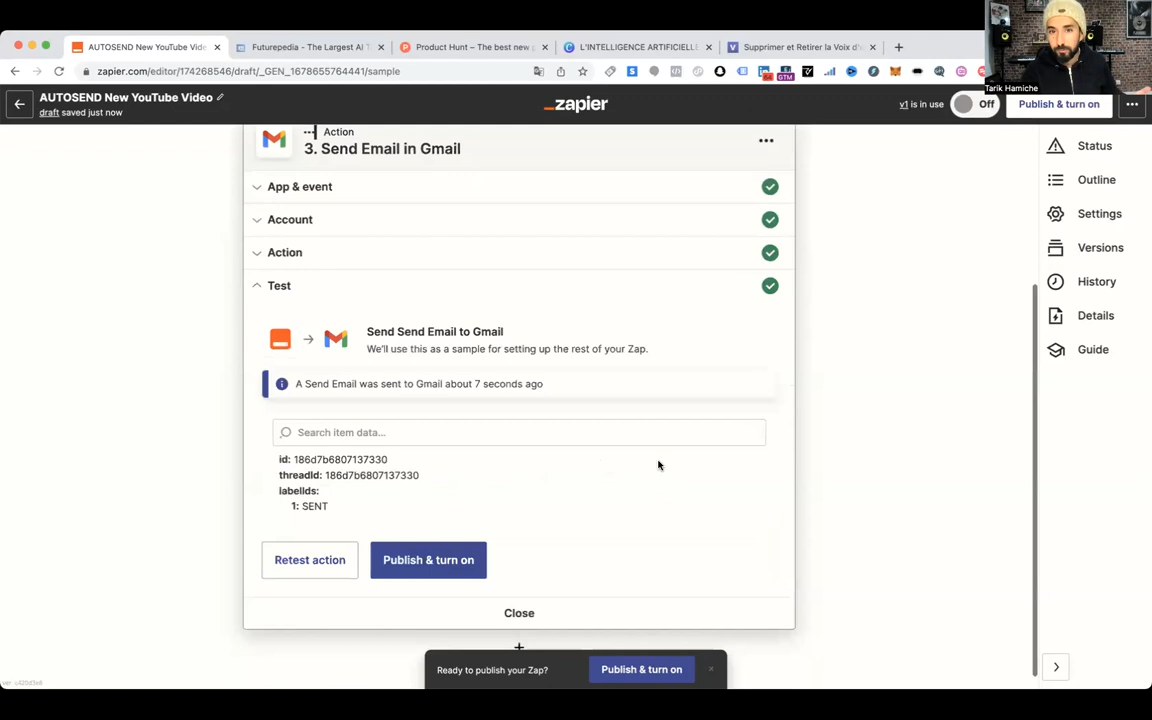 AUTOSEND New YouTube Vide
Futurepedia - The Largest AI T
Product Hunt – The best new
L'INTELLIGENCE ARTIFICIELL
Supprimer et Retirer la Voix d'
zapier.com/editor/174268546/draft/_GEN_1678655764441/sample
GTM
Tarik Hamiche
AUTOSEND New YouTube Video
draft saved just now
_zapier
v1 is in use
Off
Publish & turn on
Action
3. Send Email in Gmail
App & event
Account
Action
Test
Send Send Email to Gmail
We'll use this as a sample for setting up the rest of your Zap.
A Send Email was sent to Gmail about 7 seconds ago
Search item data...
id: 186d7b6807137330
threadId: 186d7b6807137330
labelIds:
1: SENT
Retest action
Publish & turn on
Close
Ready to publish your Zap?
Publish & turn on
Status
Outline
Settings
Versions
History
Details
Guide